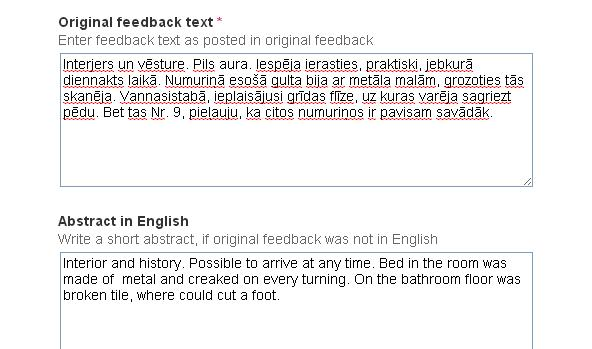 Original feedback text *
Enter feedback text as posted in original feedback
Interjers un vēsture. Pils aura. Iespēja ierasties, praktiski, jebkurā
diennakts laikā. Numuriņā esošā gulta bija ar metāla malām, grozoties tās
skanēja. Vannasistabā, ieplaisājusi grīdas flīze, uz kuras varēja sagriezt
pēdu. Bet tas Nr. 9, pieļauju, ka citos numuriņos ir pavisam savādāk.
Abstract in English
Write a short abstract, if original feedback was not in English
Interior and history. Possible to arrive at any time. Bed in the room was
made of  metal and creaked on every turning. On the bathroom floor was
broken tile, where could cut a foot.